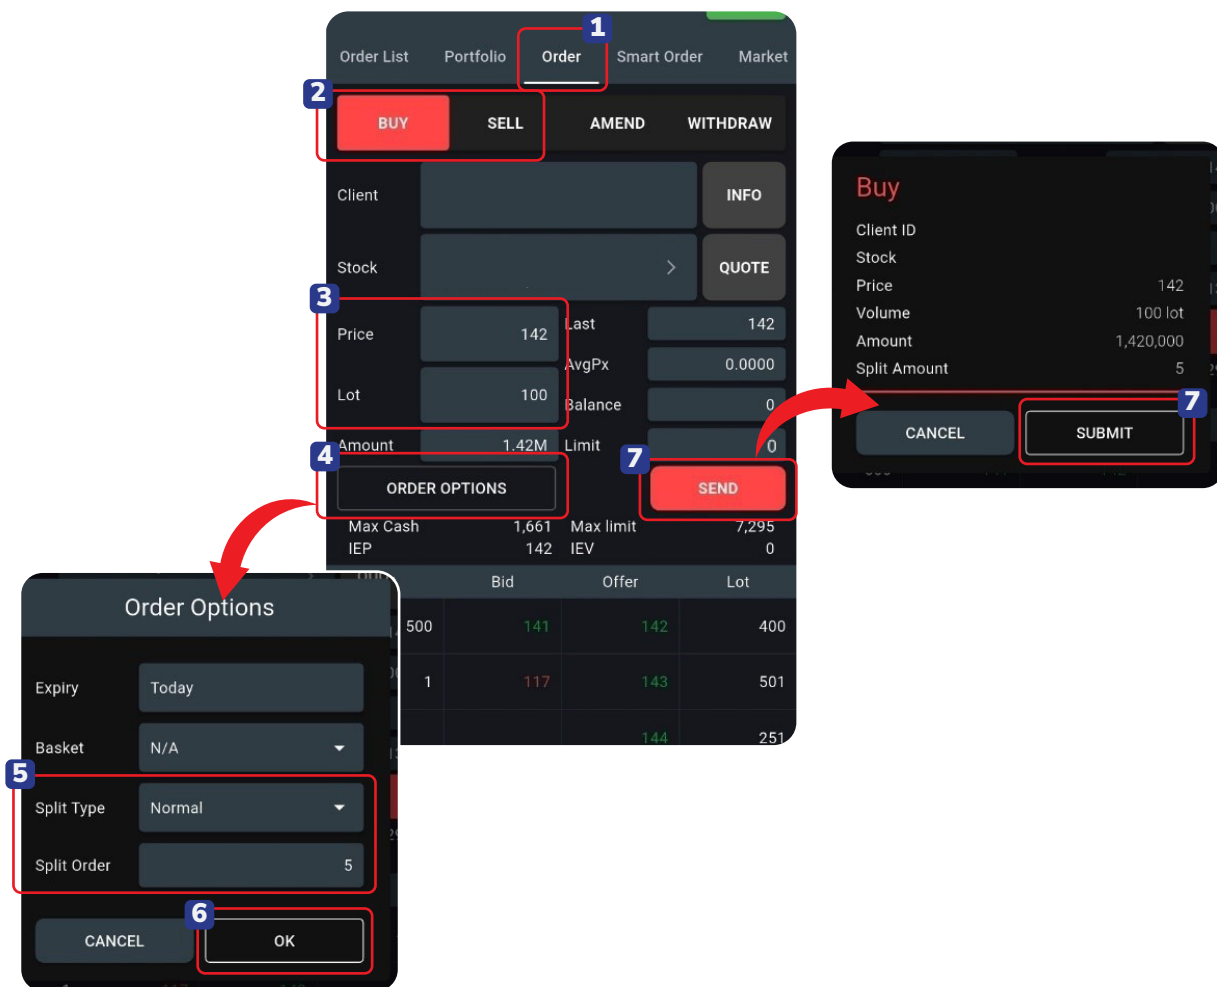 1
Order List Portfolio Order Smart Order Market
2
BUY SELL AMEND WITHDRAW
Client INFO
Stock QUOTE
3
Price 142 Last 142
AvgPx 0.0000
Lot 100 Balance 0
Amount 1.42M Limit 0
4
7
ORDER OPTIONS SEND
Max Cash 1,661 Max limit 7,295
IEP 142 IEV 0
Bid Offer Lot
500 141 142 400
1 117 143 501
144 251
Buy
Client ID
Stock
Price 142
Volume 100 lot
Amount 1,420,000
Split Amount 5
7
CANCEL SUBMIT
Order Options
Expiry Today
Basket N/A
5
Split Type Normal
Split Order 5
6
CANCEL OK